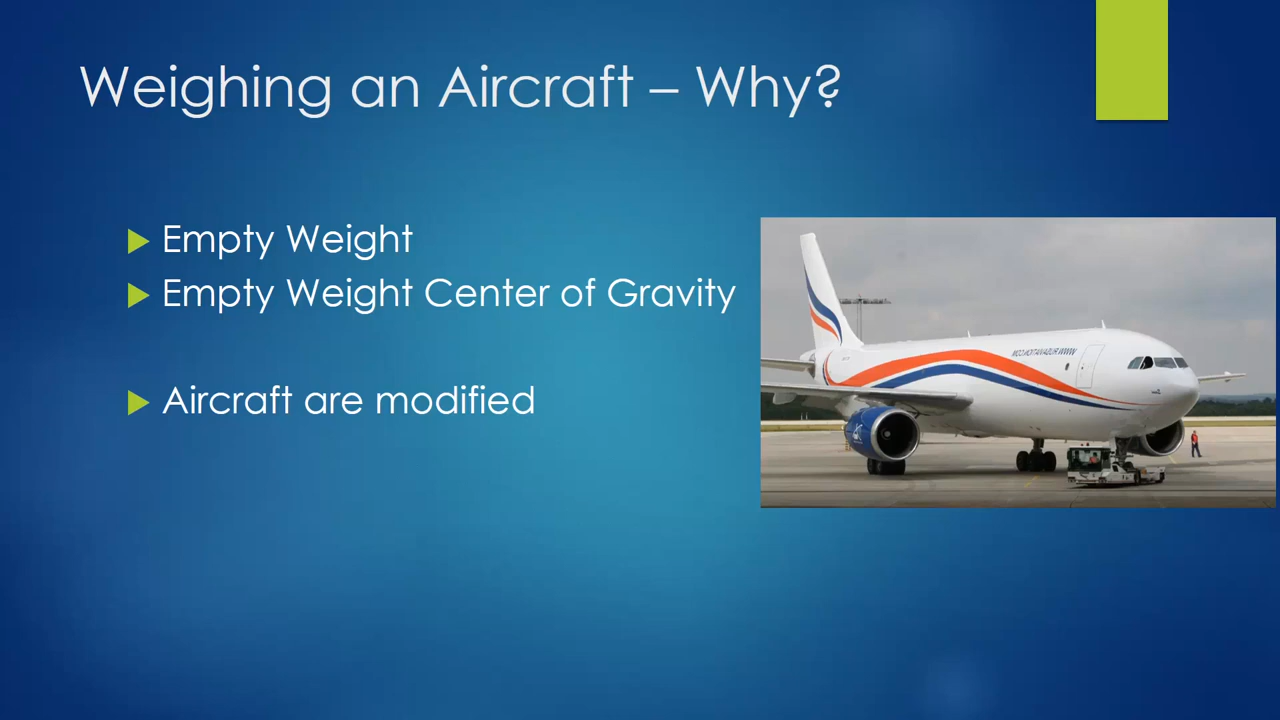 Weighing an Aircraft – Why?
Empty Weight
Empty Weight Center of Gravity
Aircraft are modified